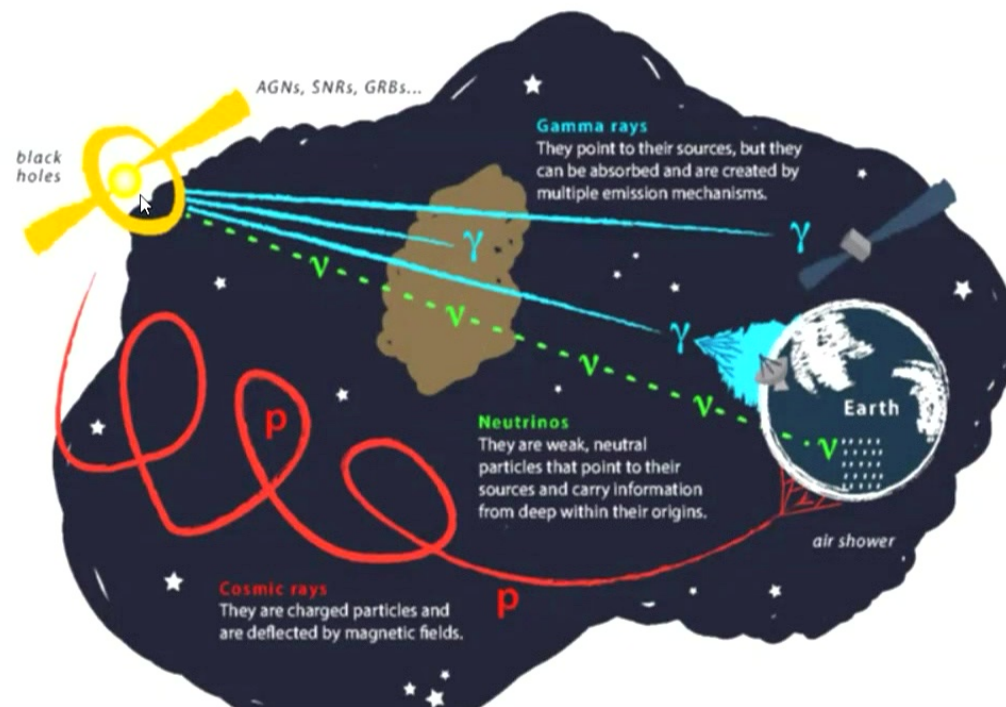 AGNs, SNRs, GRBs...
black
holes
Gamma rays
They point to their sources, but they
can be absorbed and are created by
multiple emission mechanisms.
γ
γ
ν
ν
γ
ν
ν
Earth
ν
p
Neutrinos
They are weak, neutral
particles that point to their
sources and carry information
from deep within their origins.
air shower
Cosmic rays
They are charged particles and
are deflected by magnetic fields.
p